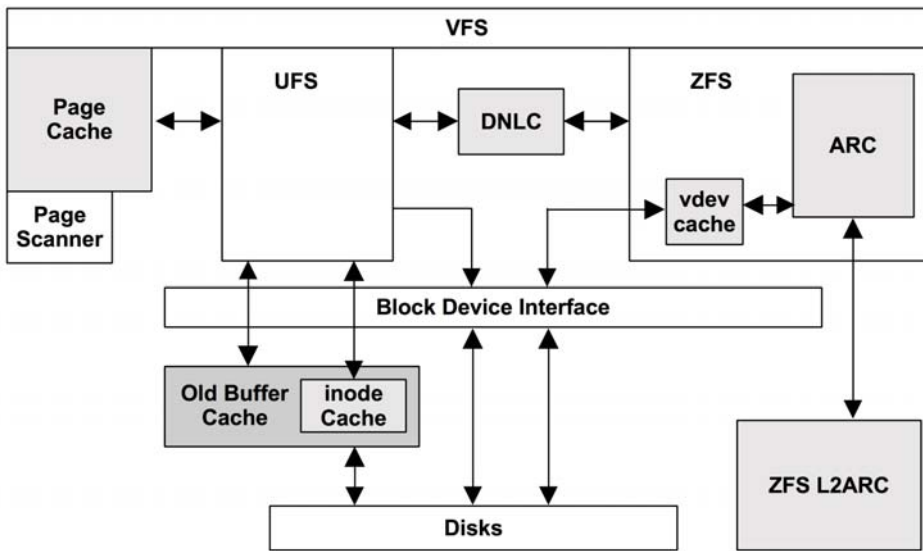 VFS
Page
Cache
UFS
DNLC
ZFS
ARC
vdev
cache
Page
Scanner
Block Device Interface
Old Buffer
Cache
inode
Cache
ZFS L2ARC
Disks